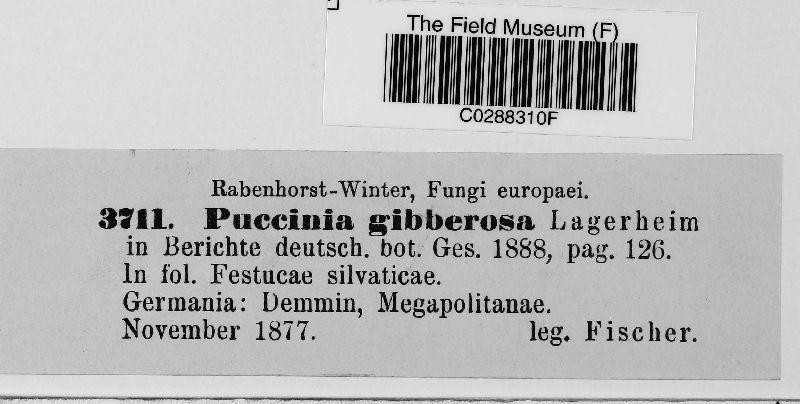 The Field Museum (F)
C0288310F
Rabenhorst-Winter, Fungi europaei.
3711. Puccinia gibberosa Lagerheim
in Berichte deutsch. bot. Ges. 1888, pag. 126.
In fol. Festucae silvaticae.
Germania: Demmin, Megapolitanae.
November 1877. leg. Fischer.